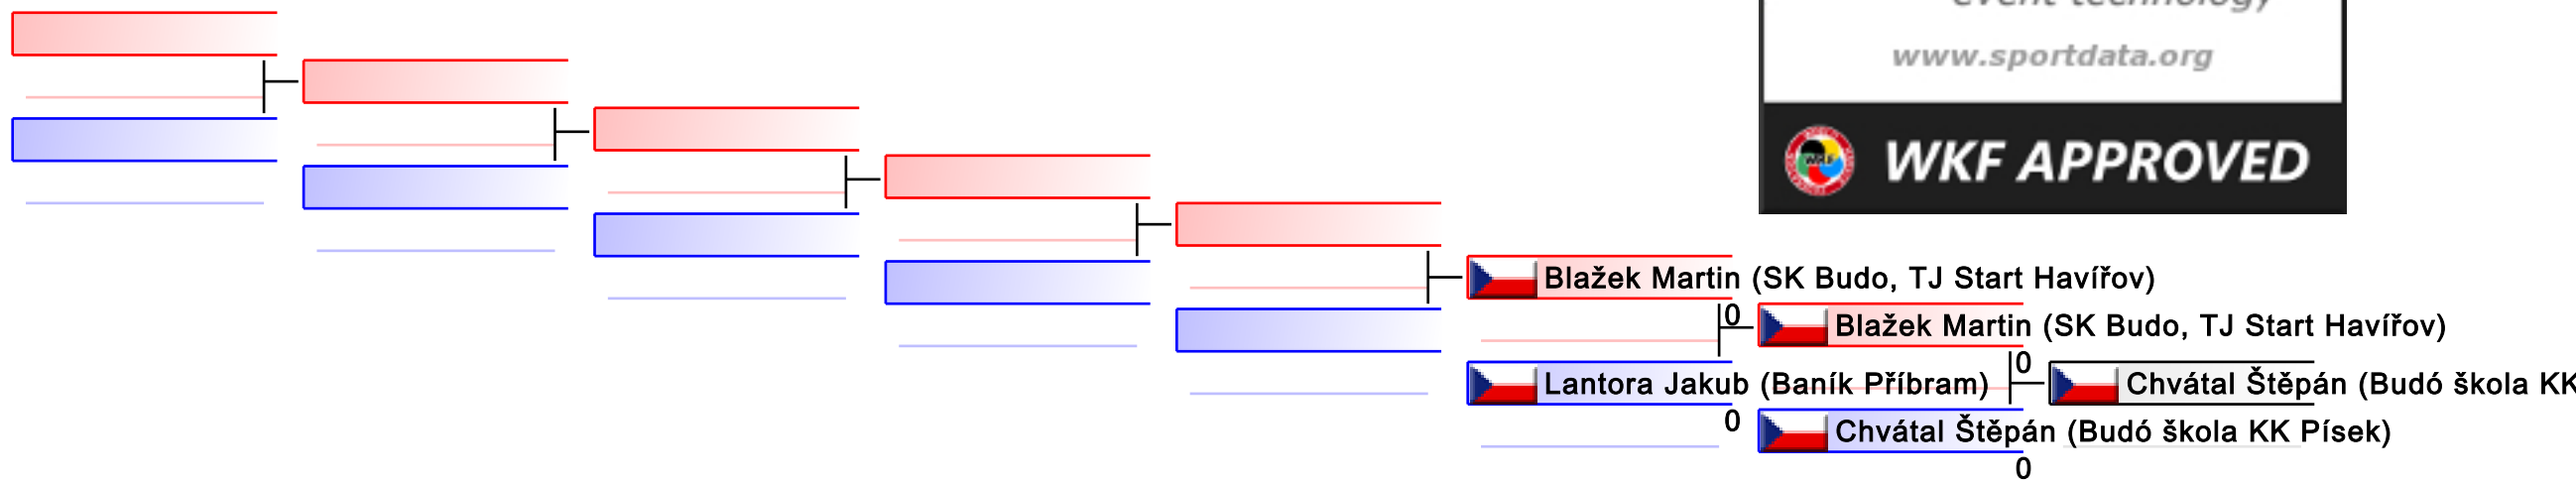 event technology
www.sportdata.org
WKF APPROVED
Blažek Martin (SK Budo, TJ Start Havířov)
0
Blažek Martin (SK Budo, TJ Start Havířov)
0
Lantora Jakub (Baník Příbram)
Chvátal Štěpán (Budó škola KK
0
Chvátal Štěpán (Budó škola KK Písek)
0